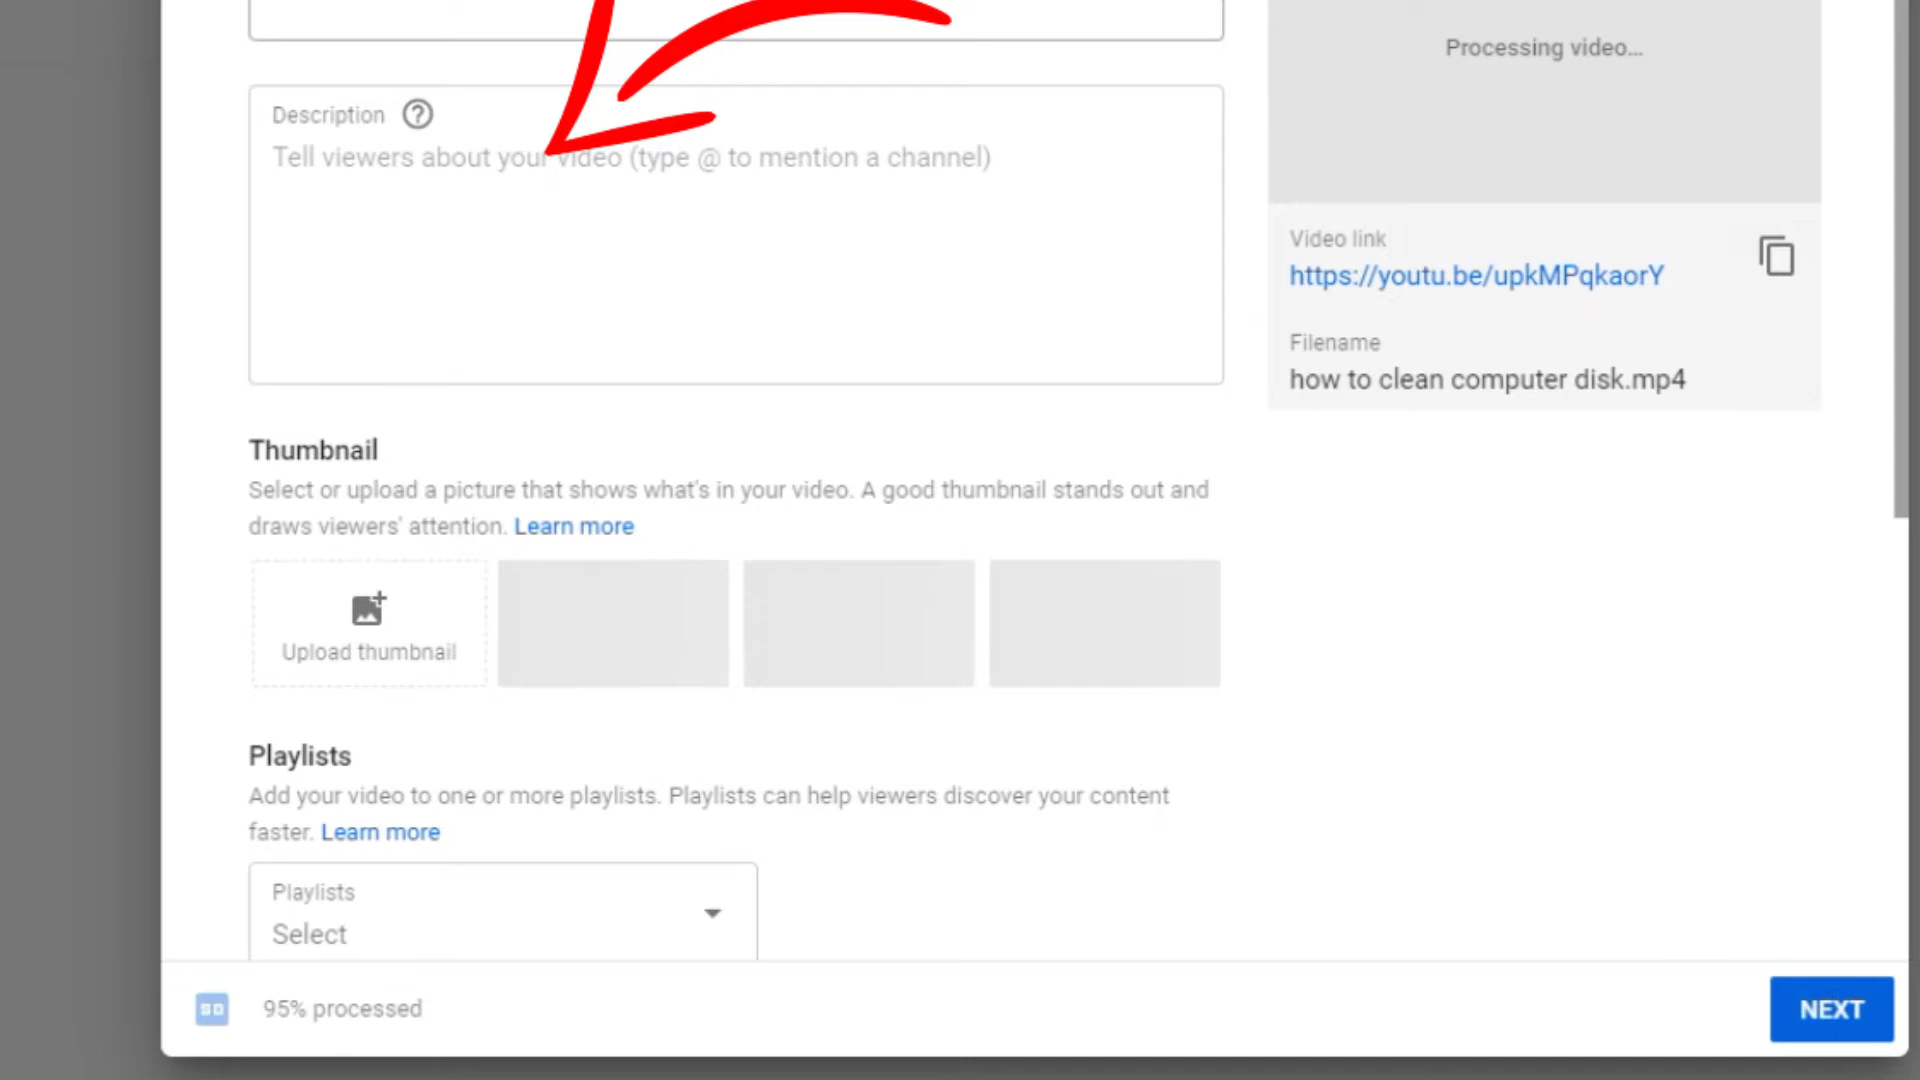 Processing video...
Description ?
Tell viewers about your video (type @ to mention a channel)
Video link
https://youtu.be/upkMPqkaorY
Filename
how to clean computer disk.mp4
Thumbnail
Select or upload a picture that shows what's in your video. A good thumbnail stands out and
draws viewers' attention. Learn more
Upload thumbnail
Playlists
Add your video to one or more playlists. Playlists can help viewers discover your content
faster. Learn more
Playlists
Select
SD 95% processed
NEXT